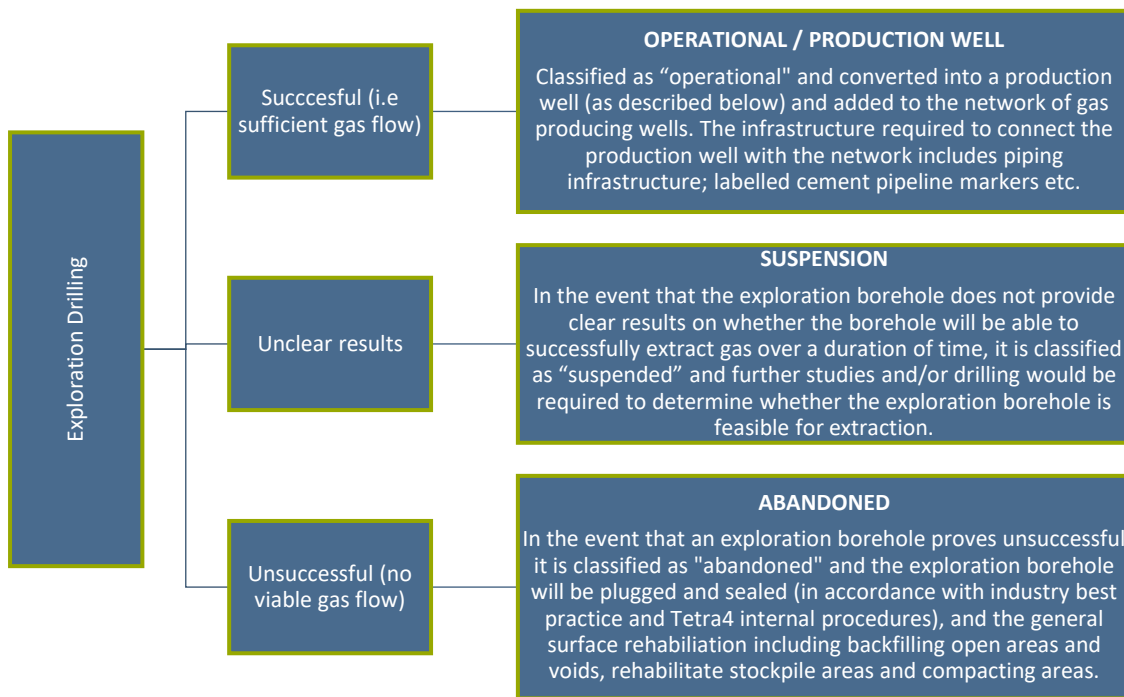 Exploration Drilling
Succcesful (i.e
sufficient gas flow)
OPERATIONAL / PRODUCTION WELL
Classified as “operational" and converted into a production
well (as described below) and added to the network of gas
producing wells. The infrastructure required to connect the
production well with the network includes piping
infrastructure; labelled cement pipeline markers etc.
Unclear results
SUSPENSION
In the event that the exploration borehole does not provide
clear results on whether the borehole will be able to
successfully extract gas over a duration of time, it is classified
as “suspended” and further studies and/or drilling would be
required to determine whether the exploration borehole is
feasible for extraction.
Unsuccessful (no
viable gas flow)
ABANDONED
In the event that an exploration borehole proves unsuccessful
it is classified as "abandoned" and the exploration borehole
will be plugged and sealed (in accordance with industry best
practice and Tetra4 internal procedures), and the general
surface rehabiliation including backfilling open areas and
voids, rehabilitate stockpile areas and compacting areas.